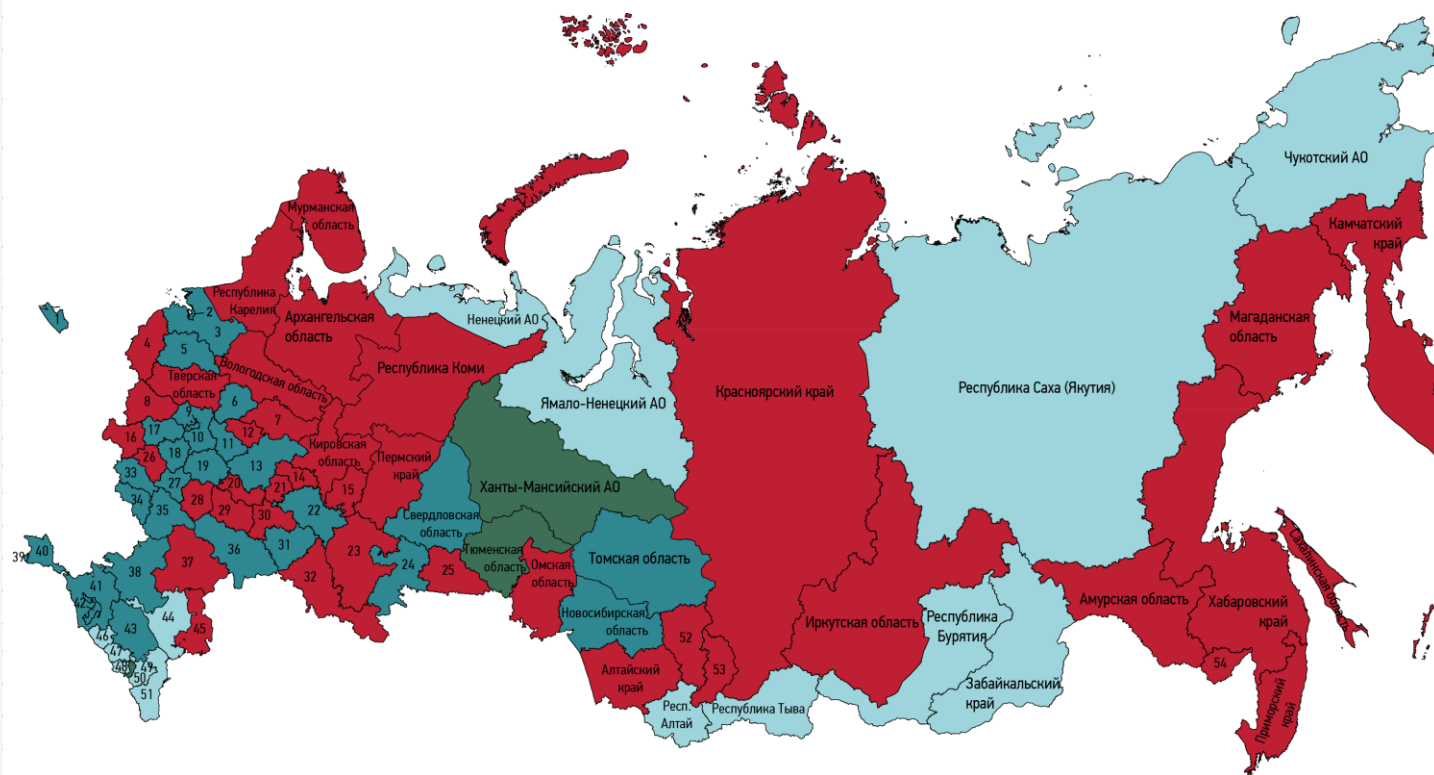 Чукотский АО
Мурманская
область
Камчатский
край
Республика
Карелия
Архангельская
область
Ненецкий АО
1
2
3
4
5
Магаданская
область
Вологодская область
Республика Коми
Тверская
область
Ямало-Ненецкий АО
Красноярский край
Республика Саха (Якутия)
6
7
8
9
10
11
12
13
14
15
16
17
18
19
20
21
22
23
24
25
26
27
28
29
30
31
32
33
34
35
36
37
38
39
40
41
42
43
44
45
46
47
48
49
50
51
Кировская
область
Пермский
край
Ханты-Мансийский АО
Свердловская
область
Тюменская
область
Омская
область
Томская область
Новосибирская
область
Алтайский
край
52
53
Респ.
Алтай
Республика Тыва
Иркутская область
Республика
Бурятия
Забайкальский
край
Амурская область
Хабаровский
край
54
Приморский
край
Сахалинская область